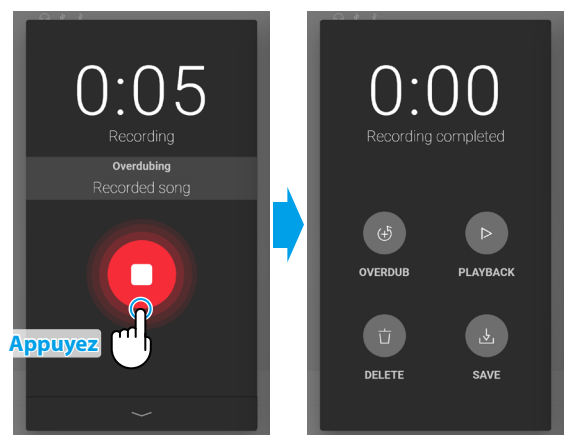 0:05
Recording
Overdubing
Recorded song
Appuyez
0:00
Recording completed
OVERDUB
PLAYBACK
DELETE
SAVE